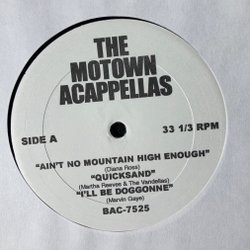 THE
MOTOWN
ACAPPELLAS
SIDE A 33 1/3 RPM
"AIN'T NO MOUNTAIN HIGH ENOUGH"
(Diana Ross)
"QUICKSAND"
(Martha Reeves & The Vandellas)
"I'LL BE DOGGONNE"
(Marvin Gaye)
BAC-7525